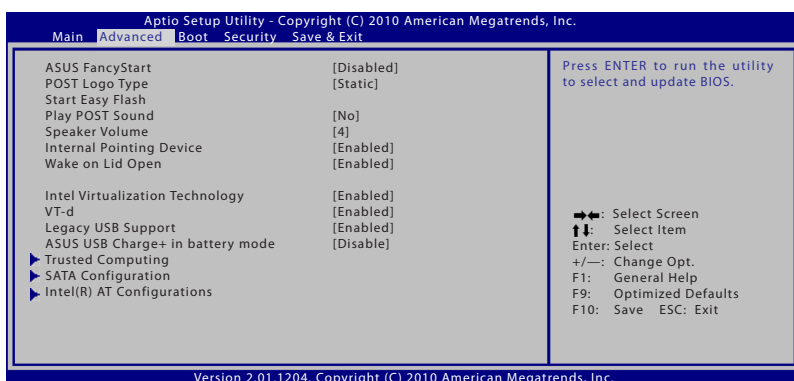 Aptio Setup Utility - Copyright (C) 2010 American Megatrends, Inc.
Main Advanced Boot Security Save & Exit
ASUS FancyStart [Disabled]
POST Logo Type [Static]
Start Easy Flash
Play POST Sound [No]
Speaker Volume [4]
Internal Pointing Device [Enabled]
Wake on Lid Open [Enabled]
Intel Virtualization Technology [Enabled]
VT-d [Enabled]
Legacy USB Support [Enabled]
ASUS USB Charge+ in battery mode [Disable]
Trusted Computing
SATA Configuration
Intel(R) AT Configurations
Press ENTER to run the utility
to select and update BIOS.
→←: Select Screen
↑↓: Select Item
Enter: Select
+/—: Change Opt.
F1: General Help
F9: Optimized Defaults
F10: Save ESC: Exit
Version 2.01.1204. Copyright (C) 2010 American Megatrends, Inc.